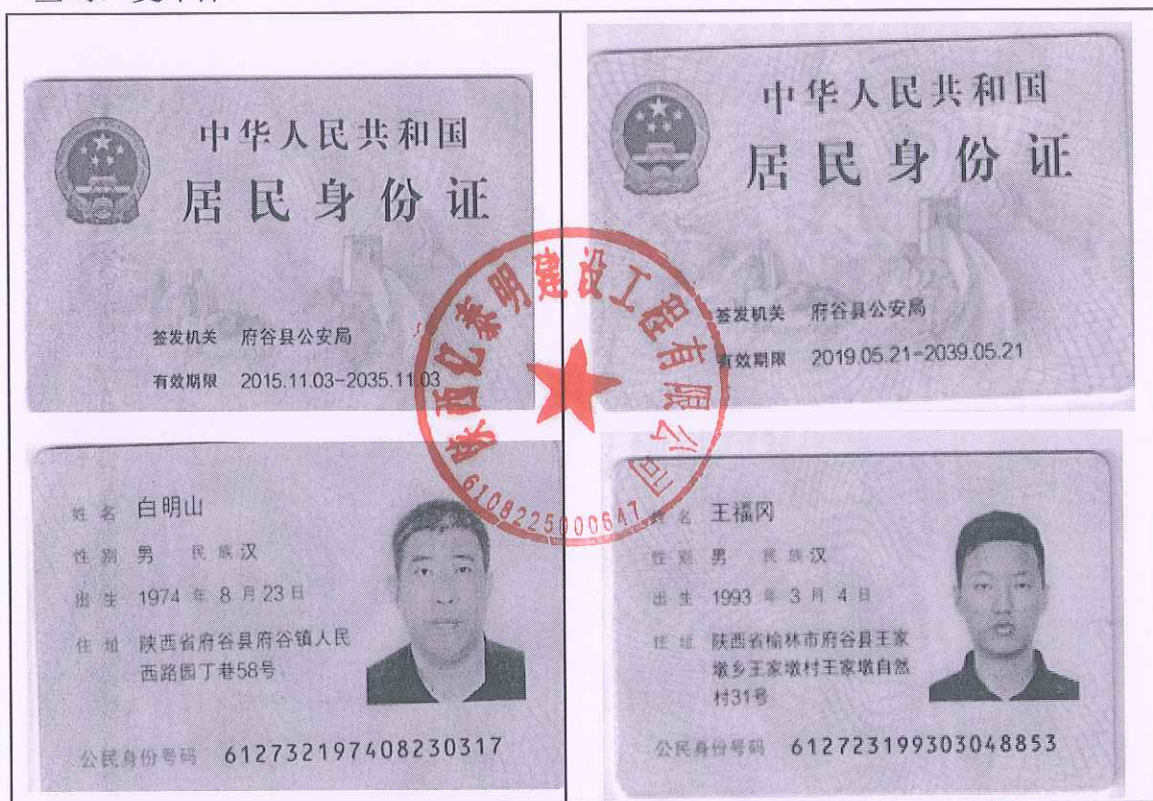 中华人民共和国
居民身份证
签发机关 府谷县公安局
有效期限 2015.11.03-2035.11.03
姓名 白明山
性别 男 民族 汉
出生 1974 年 8 月 23 日
住址 陕西省府谷县府谷镇人民
西路园丁巷58号
公民身份号码 612732197408230317
中华人民共和国
居民身份证
签发机关 府谷县公安局
有效期限 2019.05.21-2039.05.21
姓名 王福冈
性别 男 民族 汉
出生 1993 年 3 月 4 日
住址 陕西省榆林市府谷县王家
墩乡王家墩村王家墩自然
村31号
公民身份号码 612723199303048853
陕西亿泰明建设工程有限公司
6108225000647